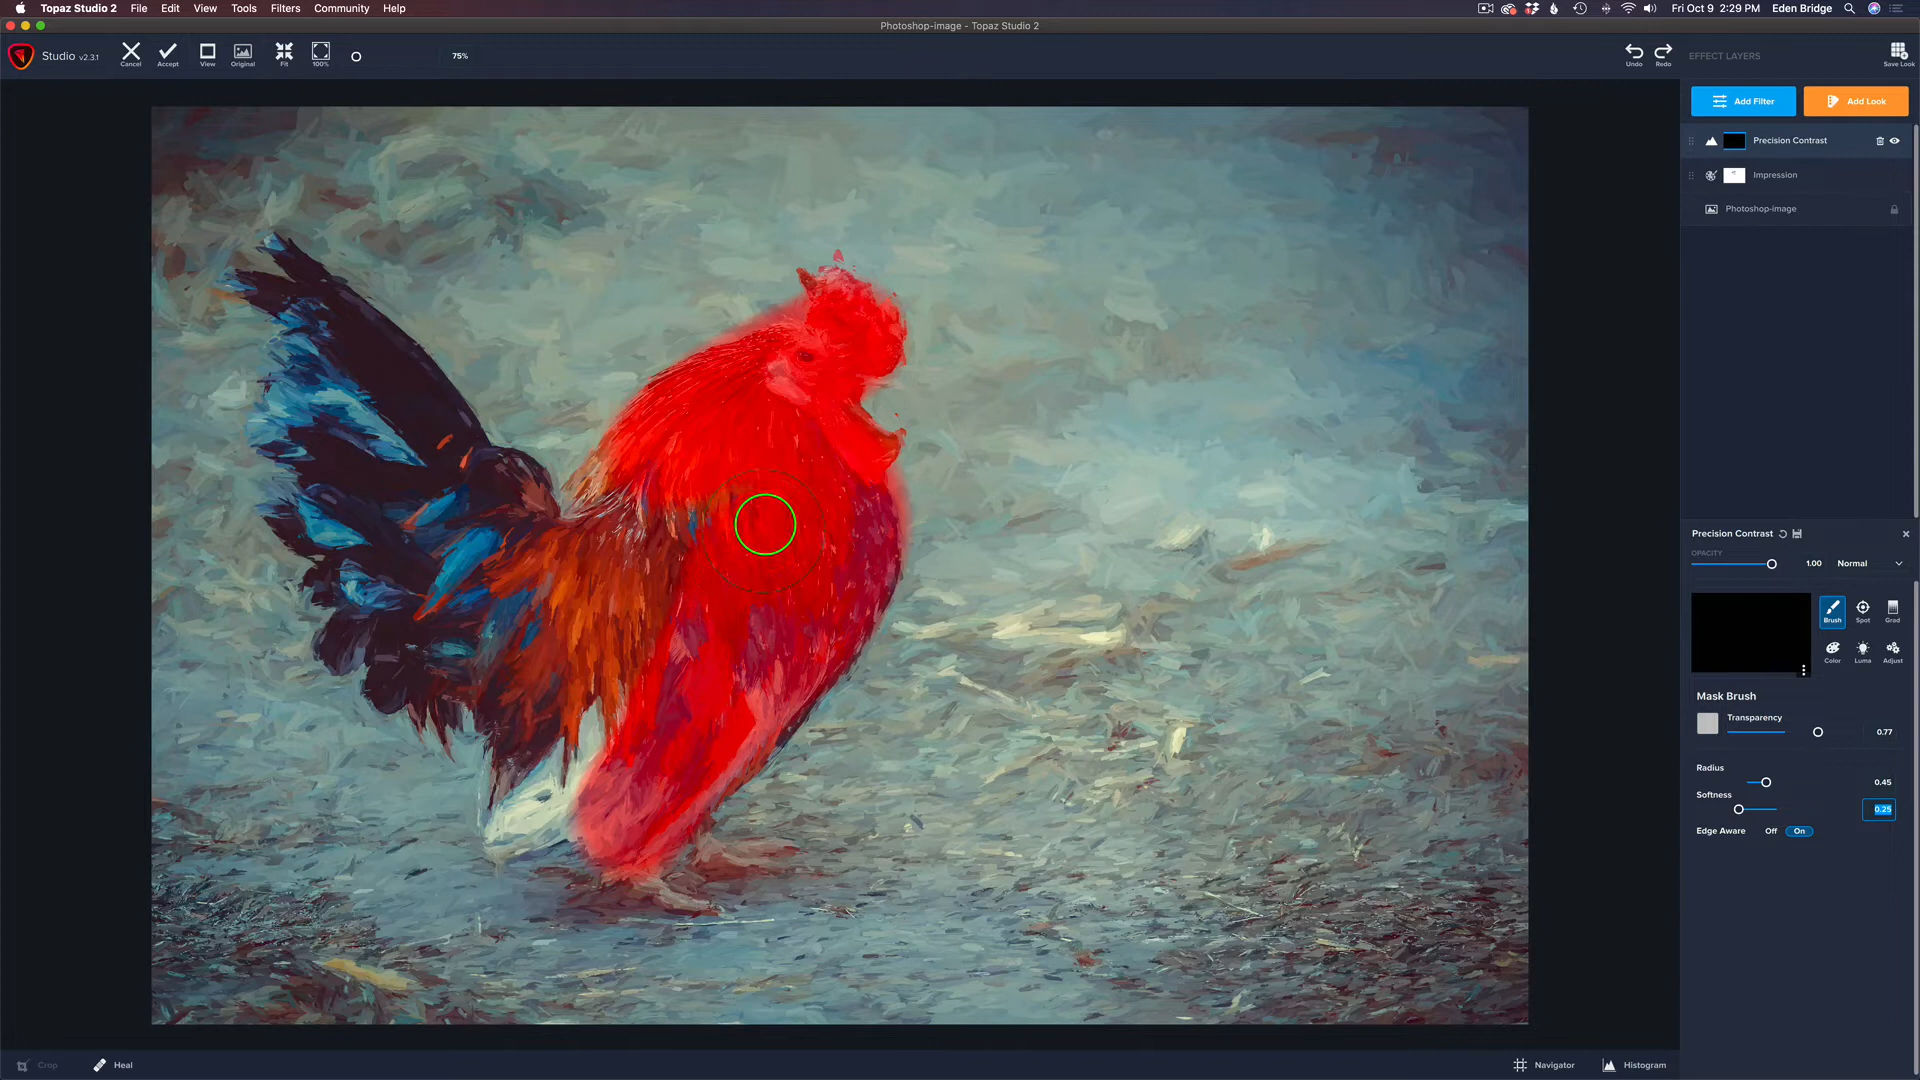 Topaz Studio 2 File Edit View Tools Filters Community Help
Fri Oct 9 2:29 PM Eden Bridge
Photoshop-image - Topaz Studio 2
Studio v2.3.1
Cancel Accept View Original Fit 100%
75%
Undo Redo
EFFECT LAYERS
Save Look
Add Filter Add Look
Precision Contrast
Impression
Photoshop-image
Precision Contrast
OPACITY
1.00 Normal
Brush Spot Grad
Color Luma Adjust
Mask Brush
Transparency
0.77
Radius
0.45
Softness
0.25
Edge Aware Off On
Crop Heal Navigator Histogram